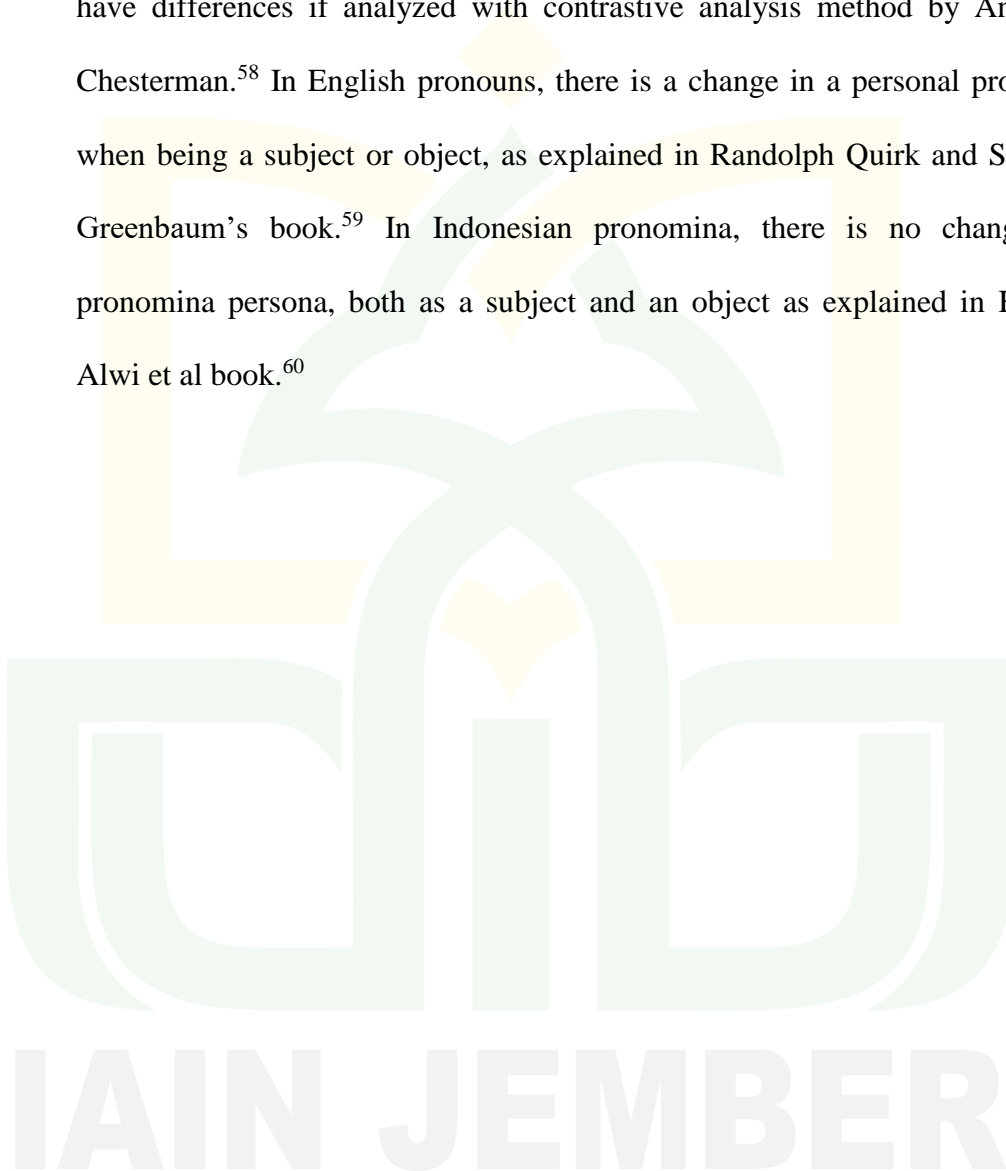 have differences if analyzed with contrastive analysis method by
Chesterman.58 In English pronouns, there is a change in a personal
when being a subject or object, as explained in Randolph Quirk and
Greenbaum’s book.59 In Indonesian pronomina, there is no
pronomina persona, both as a subject and an object as explained in
Alwi et al book.60
IAIN JEMBER